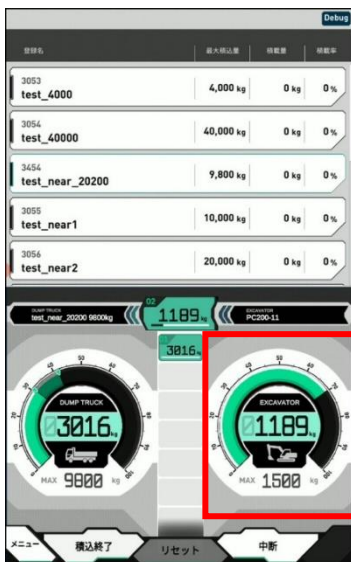 Debug
登録名 最大積込量 積載量 積載率
3053
test_4000 4,000 kg 0 kg 0 %
3054
test_40000 40,000 kg 0 kg 0 %
3454
test_near_20200 9,800 kg 0 kg 0 %
3055
test_near1 10,000 kg 0 kg 0 %
3056
test_near2 20,000 kg 0 kg 0 %
DUMP TRUCK
test_near_20200 9800kg
02
1189 kg
EXCAVATOR
PC200-11
3016
50
50
DUMP TRUCK
3016 kg
MAX 9800 kg
EXCAVATOR
1189 kg
MAX 1500 kg
メニュー
積込終了
リセット
中断